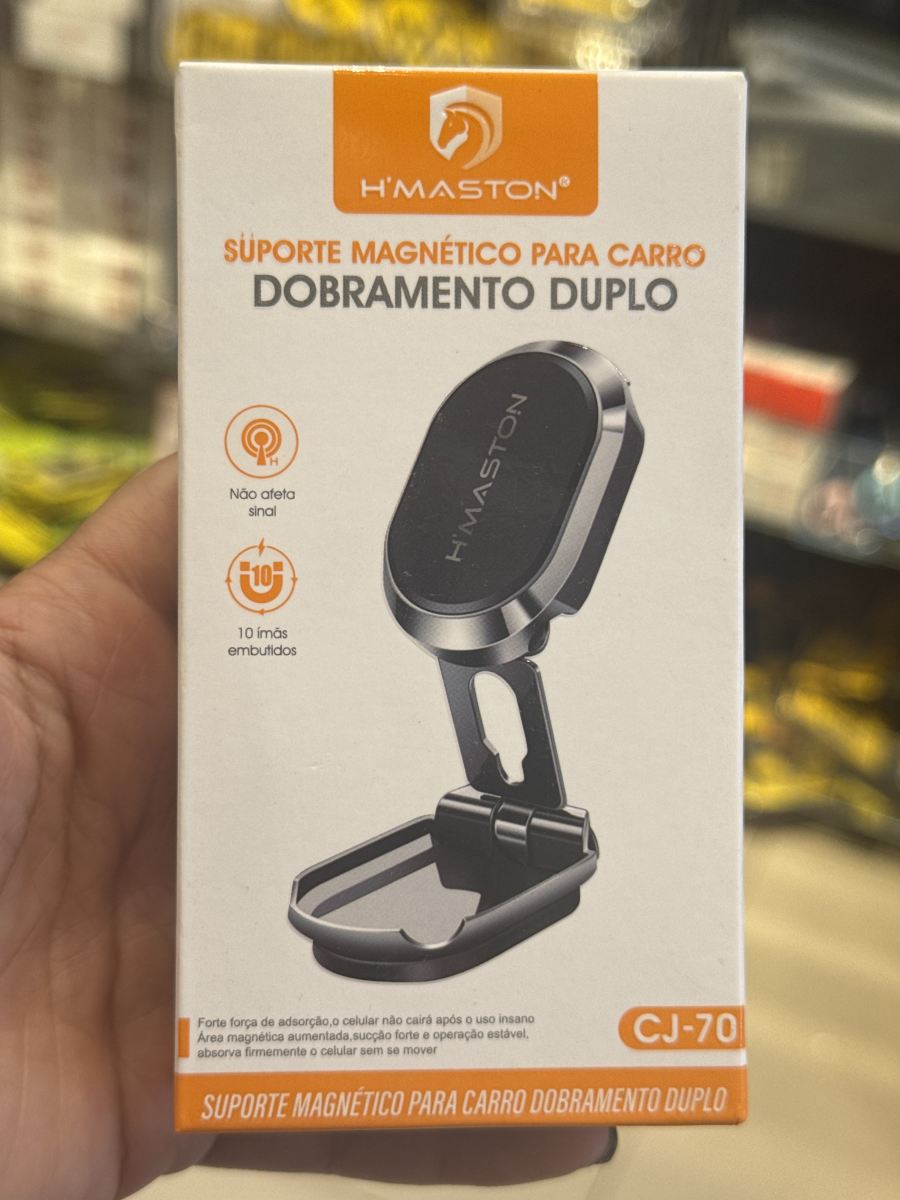 H'MASTON®
SUPORTE MAGNÉTICO PARA CARRO
DOBRAMENTO DUPLO
H'MASTON
H
Não afeta
sinal
10
10 ímãs
embutidos
Forte força de adsorção,o celular não cairá após o uso insano
Área magnética aumentada,sucção forte e operação estável,
absorva firmemente o celular sem se mover
CJ-70
SUPORTE MAGNÉTICO PARA CARRO DOBRAMENTO DUPLO